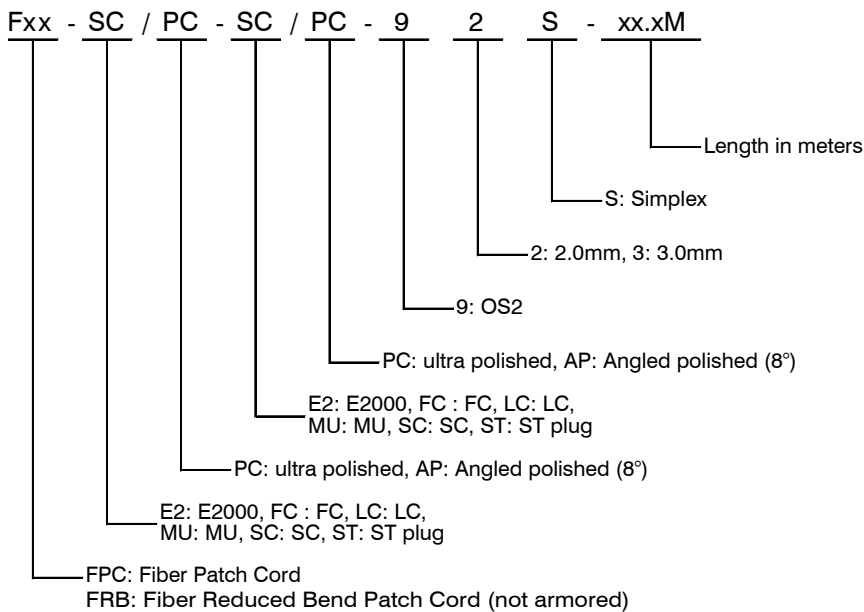 Fxx - SC / PC - SC / PC - 9 2 S - xx.xM
Length in meters
S: Simplex
2: 2.0mm, 3: 3.0mm
9: OS2
PC: ultra polished, AP: Angled polished (8°)
E2: E2000, FC : FC, LC: LC,
MU: MU, SC: SC, ST: ST plug
PC: ultra polished, AP: Angled polished (8°)
E2: E2000, FC : FC, LC: LC,
MU: MU, SC: SC, ST: ST plug
FPC: Fiber Patch Cord
FRB: Fiber Reduced Bend Patch Cord (not armored)